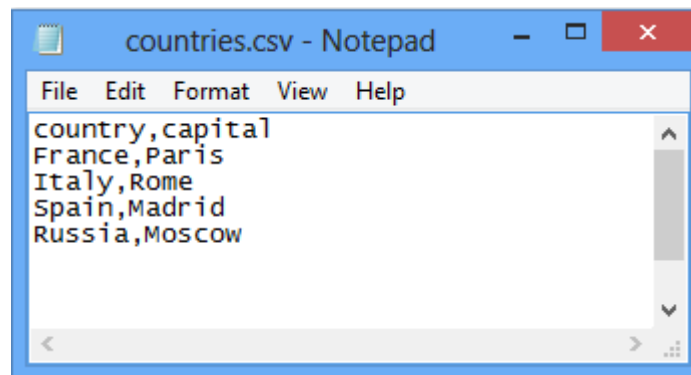 countries.csv - Notepad
File Edit Format View Help
country,capital
France,Paris
Italy,Rome
Spain,Madrid
Russia,Moscow